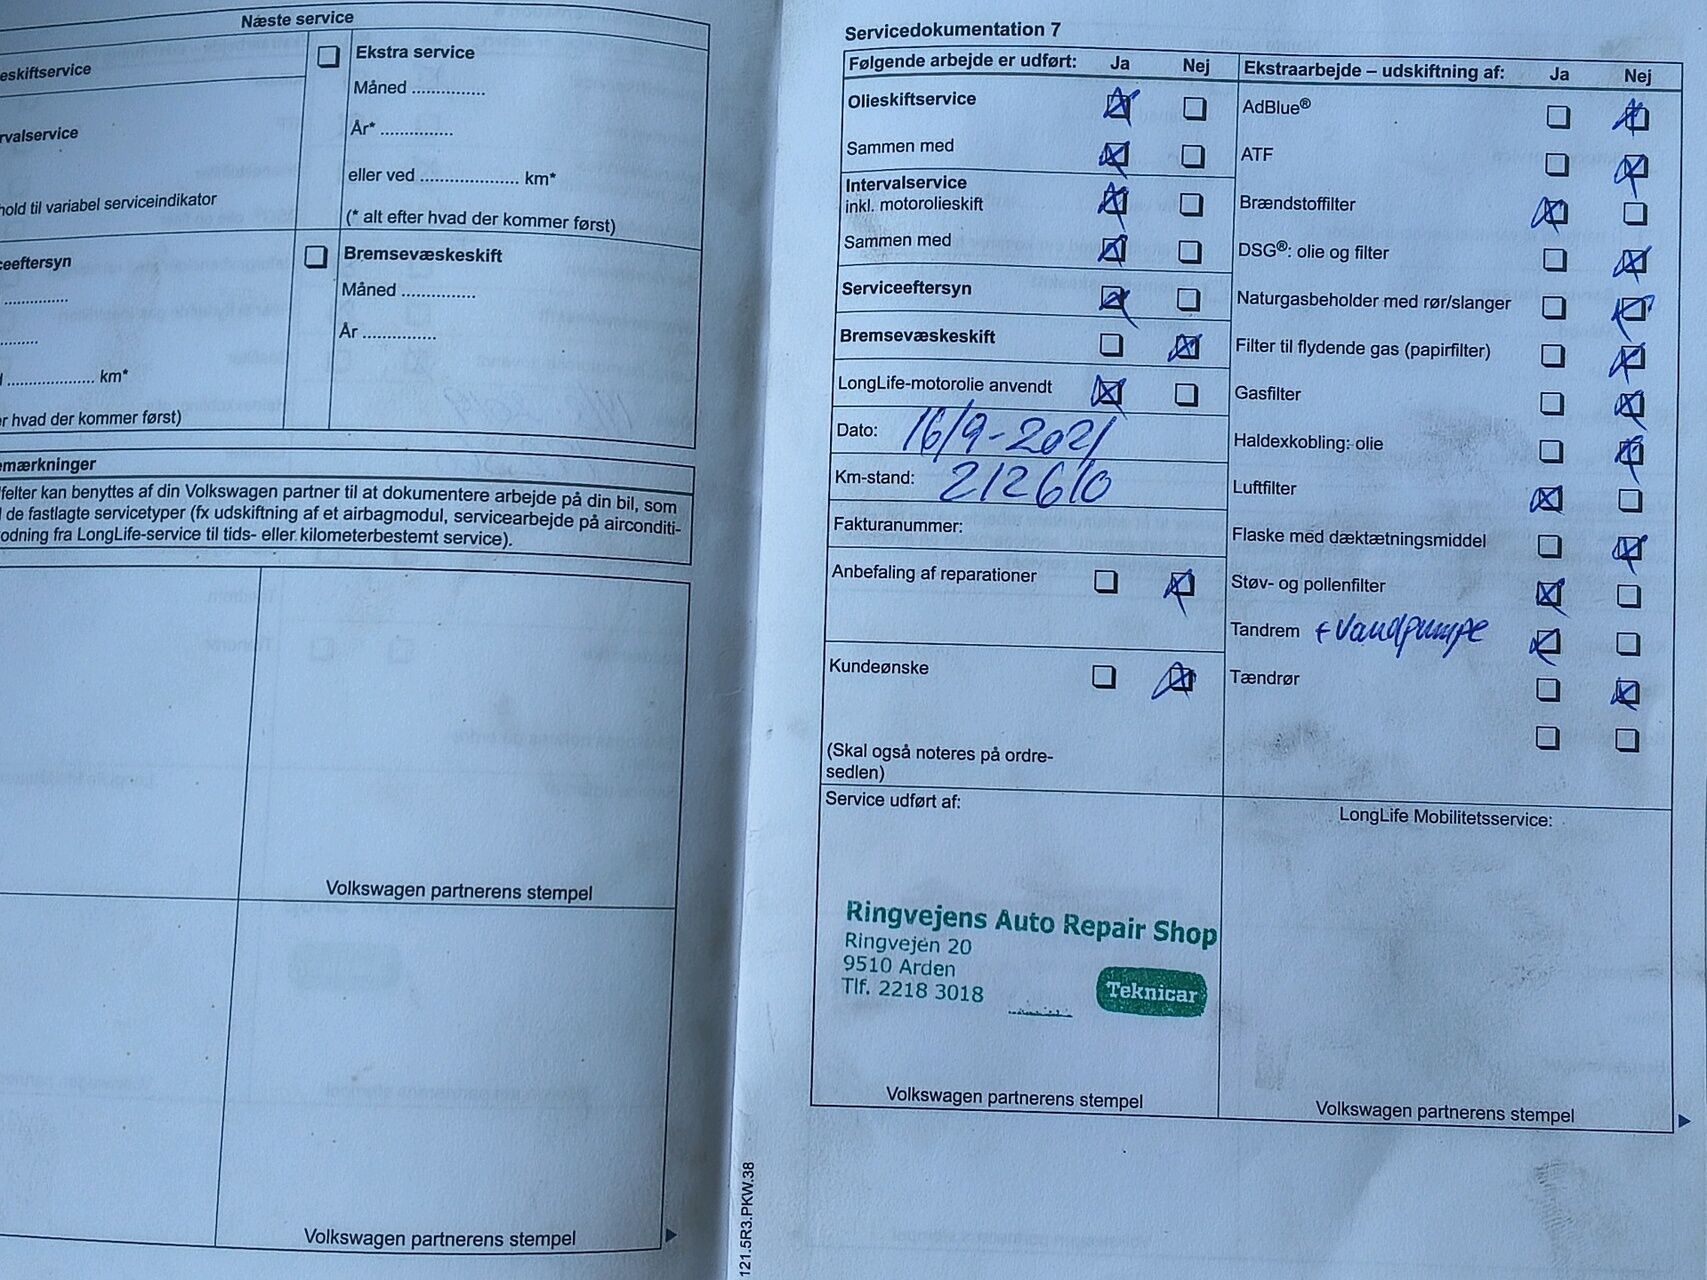 Næste service
eskiftservice
Ekstra service
Måned ...............
rvalservice
År* ...............
eller ved .................... km*
hold til variabel serviceindikator
(* alt efter hvad der kommer først)
ceeftersyn
Bremsevæskeskift
...............
Måned ...............
År ...............
.................... km*
r hvad der kommer først)
emærkninger
felter kan benyttes af din Volkswagen partner til at dokumentere arbejde på din bil, som
de fastlagte servicetyper (fx udskiftning af et airbagmodul, servicearbejde på airconditi-
odning fra LongLife-service til tids- eller kilometerbestemt service).
Volkswagen partnerens stempel
Volkswagen partnerens stempel
121.5R3.PKW.38
Servicedokumentation 7
Følgende arbejde er udført: Ja Nej
Olieskiftservice
Sammen med
Intervalservice
inkl. motorolieskift
Sammen med
Serviceeftersyn
Bremsevæskeskift
LongLife-motorolie anvendt
Dato: 16/9-2021
Km-stand: 212610
Fakturanummer:
Anbefaling af reparationer
Kundeønske
(Skal også noteres på ordre-
sedlen)
Ekstraarbejde – udskiftning af: Ja Nej
AdBlue®
ATF
Brændstoffilter
DSG®: olie og filter
Naturgasbeholder med rør/slanger
Filter til flydende gas (papirfilter)
Gasfilter
Haldexkobling: olie
Luftfilter
Flaske med dæktætningsmiddel
Støv- og pollenfilter
Tandrem + Vandpumpe
Tændrør
Service udført af:
Ringvejens Auto Repair Shop
Ringvejen 20
9510 Arden
Tlf. 2218 3018
Teknicar
Volkswagen partnerens stempel
LongLife Mobilitetsservice:
Volkswagen partnerens stempel